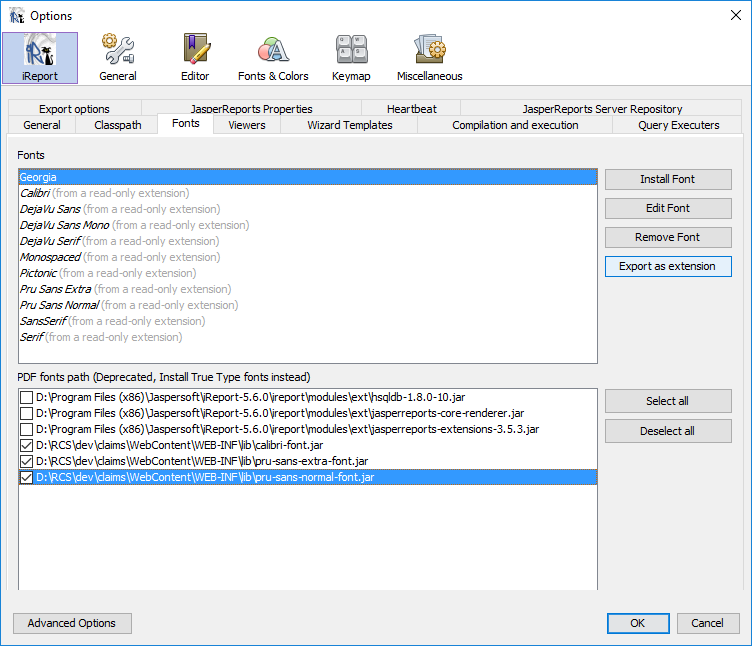 Options
iReport
General
Editor
Fonts & Colors
Keymap
Miscellaneous
Export options
JasperReports Properties
Heartbeat
JasperReports Server Repository
General
Classpath
Fonts
Viewers
Wizard Templates
Compilation and execution
Query Executers
Fonts
Georgia
Calibri (from a read-only extension)
DejaVu Sans (from a read-only extension)
DejaVu Sans Mono (from a read-only extension)
DejaVu Serif (from a read-only extension)
Monospaced (from a read-only extension)
Pictonic (from a read-only extension)
Pru Sans Extra (from a read-only extension)
Pru Sans Normal (from a read-only extension)
SansSerif (from a read-only extension)
Serif (from a read-only extension)
Install Font
Edit Font
Remove Font
Export as extension
PDF fonts path (Deprecated, Install True Type fonts instead)
D:\Program Files (x86)\Jaspersoft\iReport-5.6.0\ireport\modules\ext\hsqldb-1.8.0-10.jar
D:\Program Files (x86)\Jaspersoft\iReport-5.6.0\ireport\modules\ext\jasperreports-core-renderer.jar
D:\Program Files (x86)\Jaspersoft\iReport-5.6.0\ireport\modules\ext\jasperreports-extensions-3.5.3.jar
D:\RCS\dev\claims\WebContent\WEB-INF\lib\calibri-font.jar
D:\RCS\dev\claims\WebContent\WEB-INF\lib\pru-sans-extra-font.jar
D:\RCS\dev\claims\WebContent\WEB-INF\lib\pru-sans-normal-font.jar
Select all
Deselect all
Advanced Options
OK
Cancel